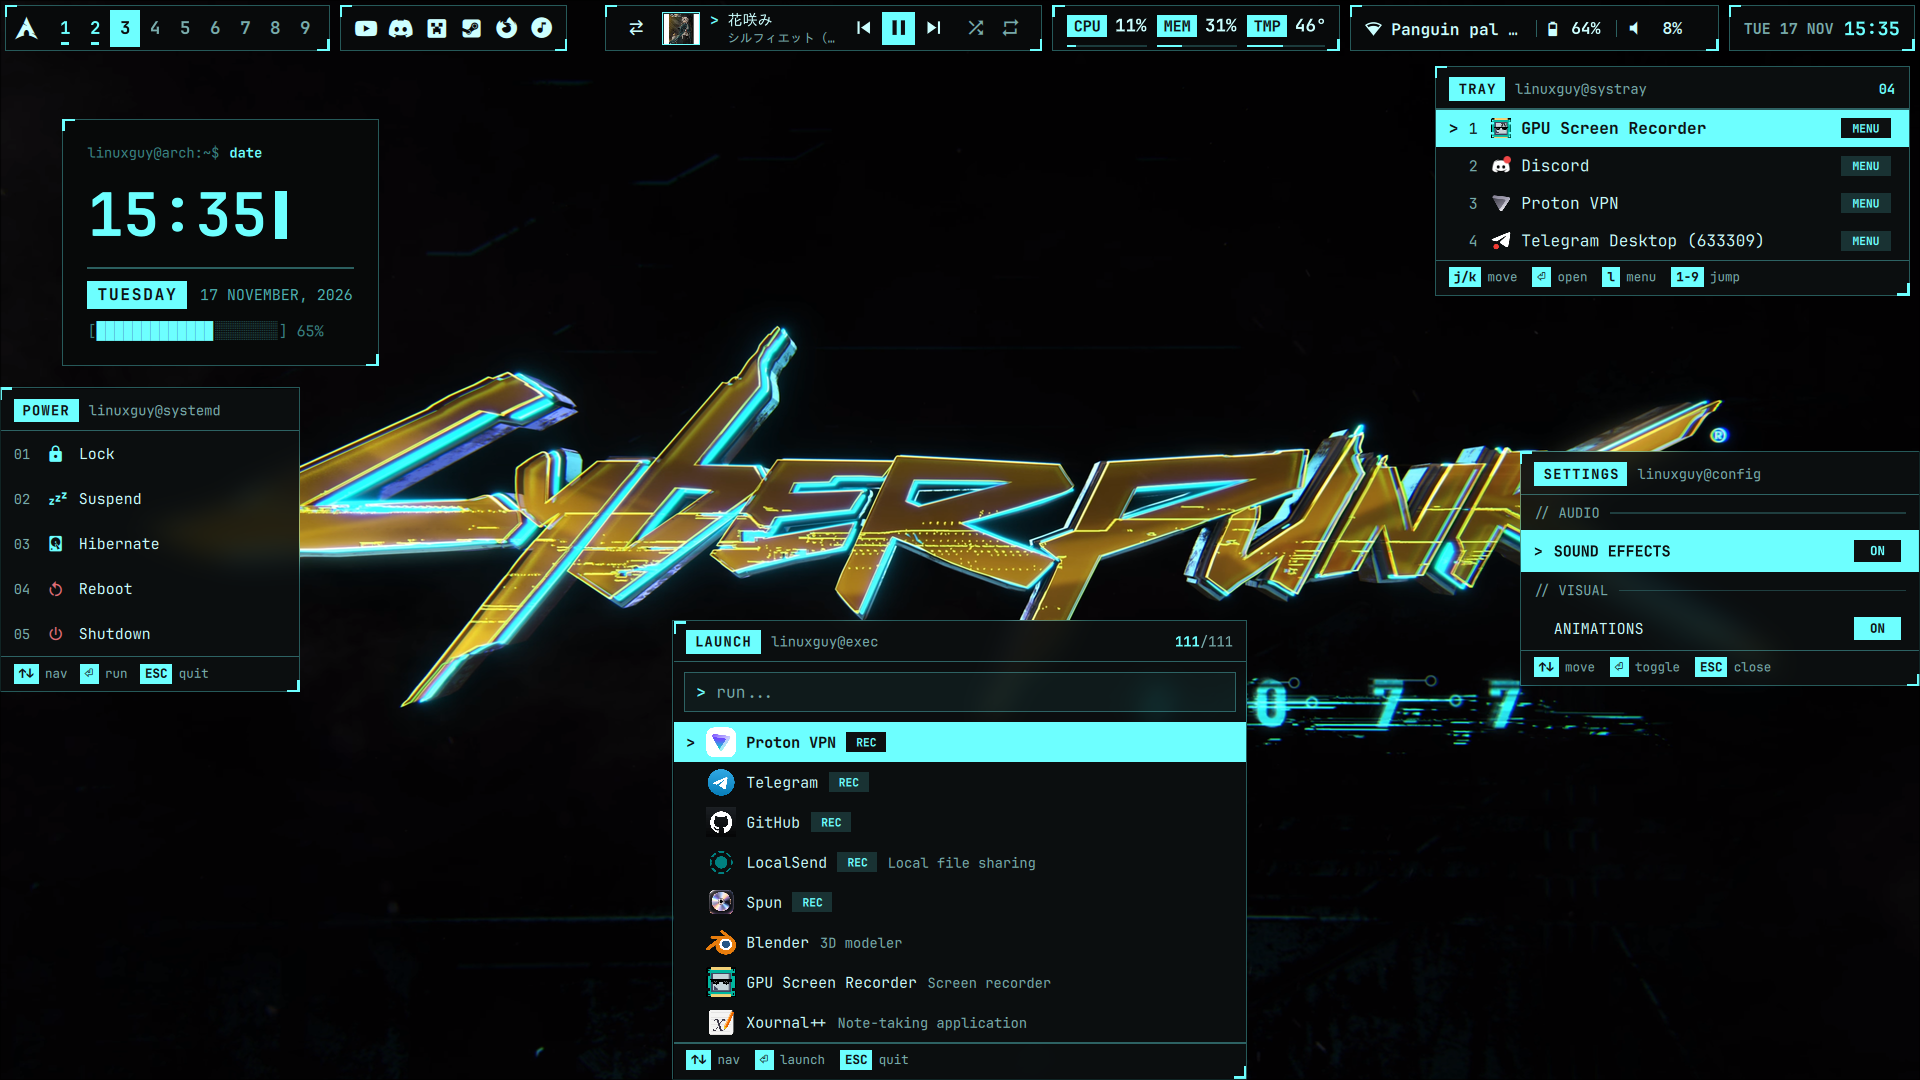 1 2 3 4 5 6 7 8 9
> 花咲み
シルフィエット (…
CPU 11% MEM 31% TMP 46°
Panguin pal … 64% 8%
TUE 17 NOV 15:35
linuxguy@arch:~$ date
15:35
TUESDAY 17 NOVEMBER, 2026
[ ] 65%
TRAY linuxguy@systray 04
> 1 GPU Screen Recorder MENU
2 Discord MENU
3 Proton VPN MENU
4 Telegram Desktop (633309) MENU
j/k move ⏎ open l menu 1-9 jump
POWER linuxguy@systemd
01 Lock
02 Suspend
03 Hibernate
04 Reboot
05 Shutdown
↑↓ nav ⏎ run ESC quit
CYBERPUNK ®
SETTINGS linuxguy@config
// AUDIO
> SOUND EFFECTS ON
// VISUAL
ANIMATIONS ON
↑↓ move ⏎ toggle ESC close
0 7 7
LAUNCH linuxguy@exec 111/111
> run...
> Proton VPN REC
Telegram REC
GitHub REC
LocalSend REC Local file sharing
Spun REC
Blender 3D modeler
GPU Screen Recorder Screen recorder
Xournal++ Note-taking application
↑↓ nav ⏎ launch ESC quit